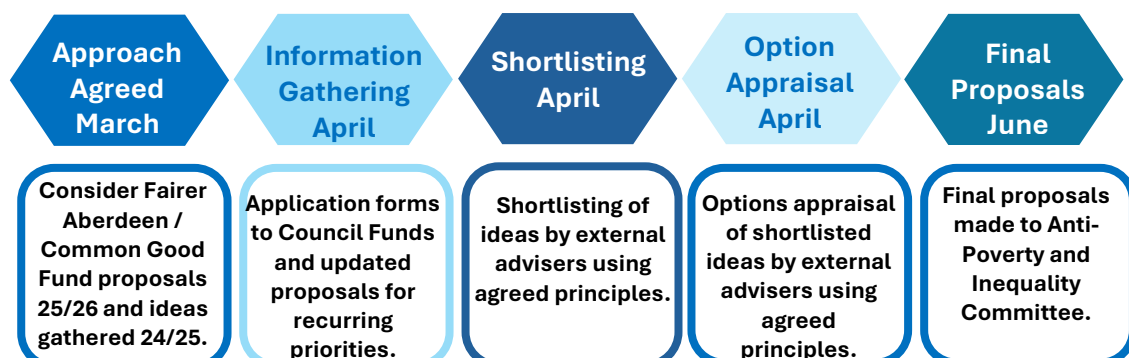 Approach
Agreed
March
Information
Gathering
April
Shortlisting
April
Option
Appraisal
April
Final
Proposals
June
Consider Fairer
Aberdeen /
Common Good
Fund proposals
25/26 and ideas
gathered 24/25.
Application forms
to Council Funds
and updated
proposals for
recurring
priorities.
Shortlisting of
ideas by external
advisers using
agreed principles.
Options appraisal
of shortlisted
ideas by external
advisers using
agreed
principles.
Final proposals
made to Anti-
Poverty and
Inequality
Committee.